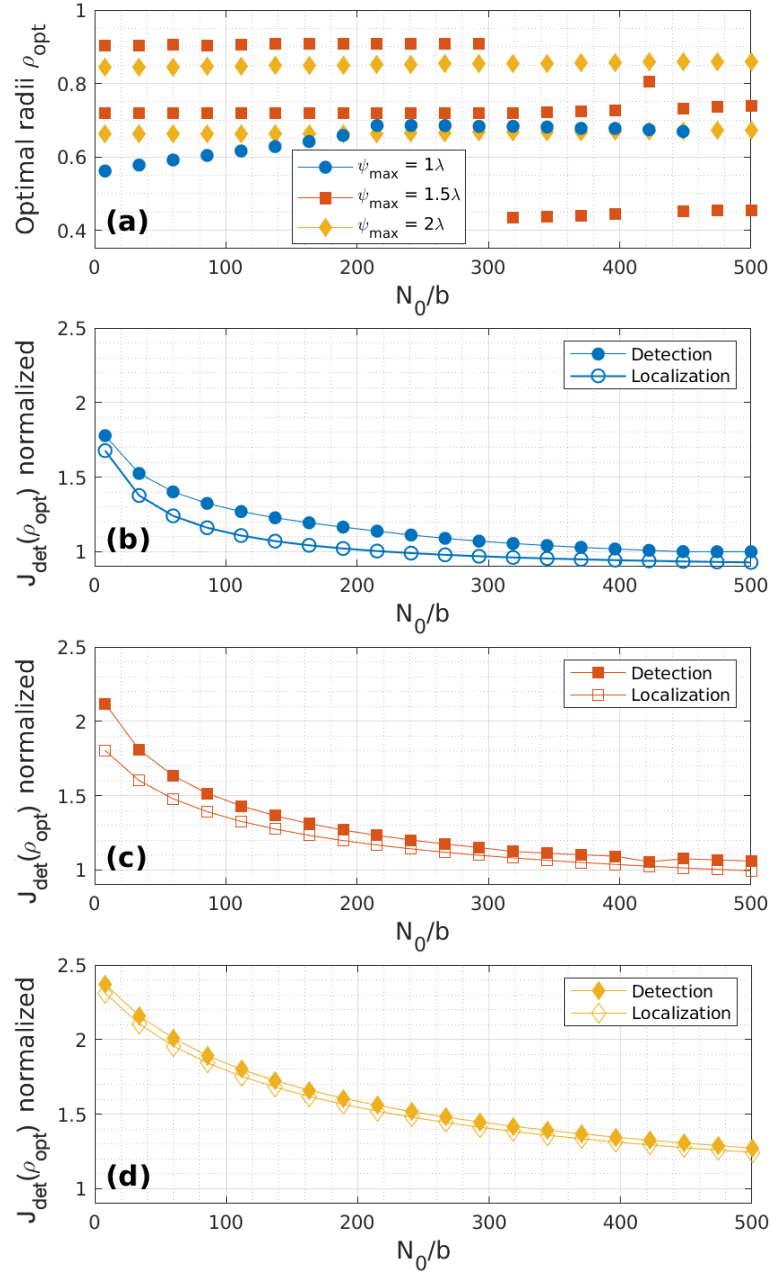 1
0.8
0.6
0.4
Optimal radii ρopt
ψmax = 1λ
ψmax = 1.5λ
ψmax = 2λ
(a)
0 100 200 300 400 500
N0/b
2.5
2
1.5
1
Jdet(ρopt) normalized
Detection
Localization
(b)
0 100 200 300 400 500
N0/b
2.5
2
1.5
1
Jdet(ρopt) normalized
Detection
Localization
(c)
0 100 200 300 400 500
N0/b
2.5
2
1.5
1
Jdet(ρopt) normalized
Detection
Localization
(d)
0 100 200 300 400 500
N0/b